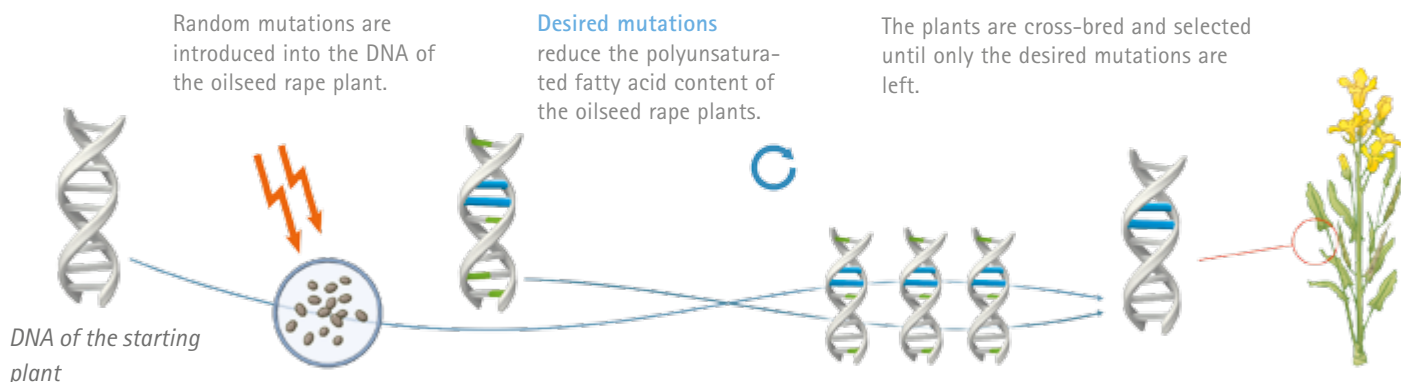 Random mutations are
introduced into the DNA of
the oilseed rape plant.
Desired mutations
reduce the polyunsatura-
ted fatty acid content of
the oilseed rape plants.
The plants are cross-bred and selected
until only the desired mutations are
left.
DNA of the starting
plant